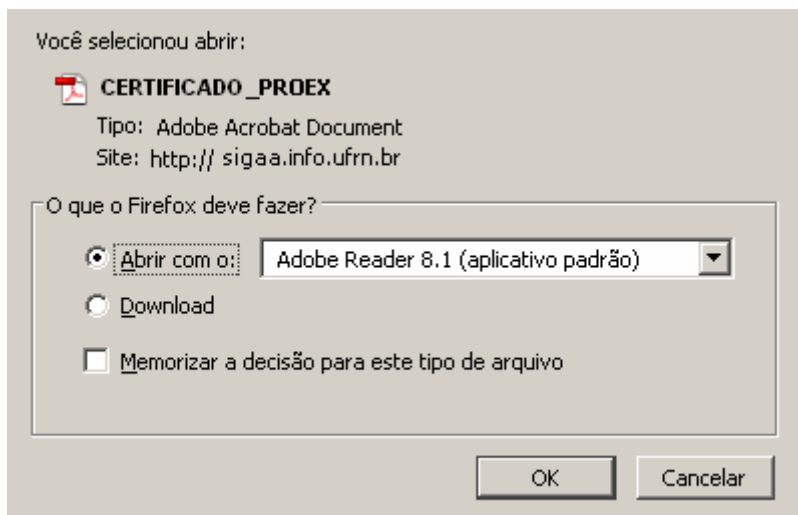 Você selecionou abrir:
CERTIFICADO_PROEX
Tipo: Adobe Acrobat Document
Site: http:// sigaa.info.ufrn.br
O que o Firefox deve fazer?
Abrir com o: Adobe Reader 8.1 (aplicativo padrão)
Download
Memorizar a decisão para este tipo de arquivo
OK Cancelar